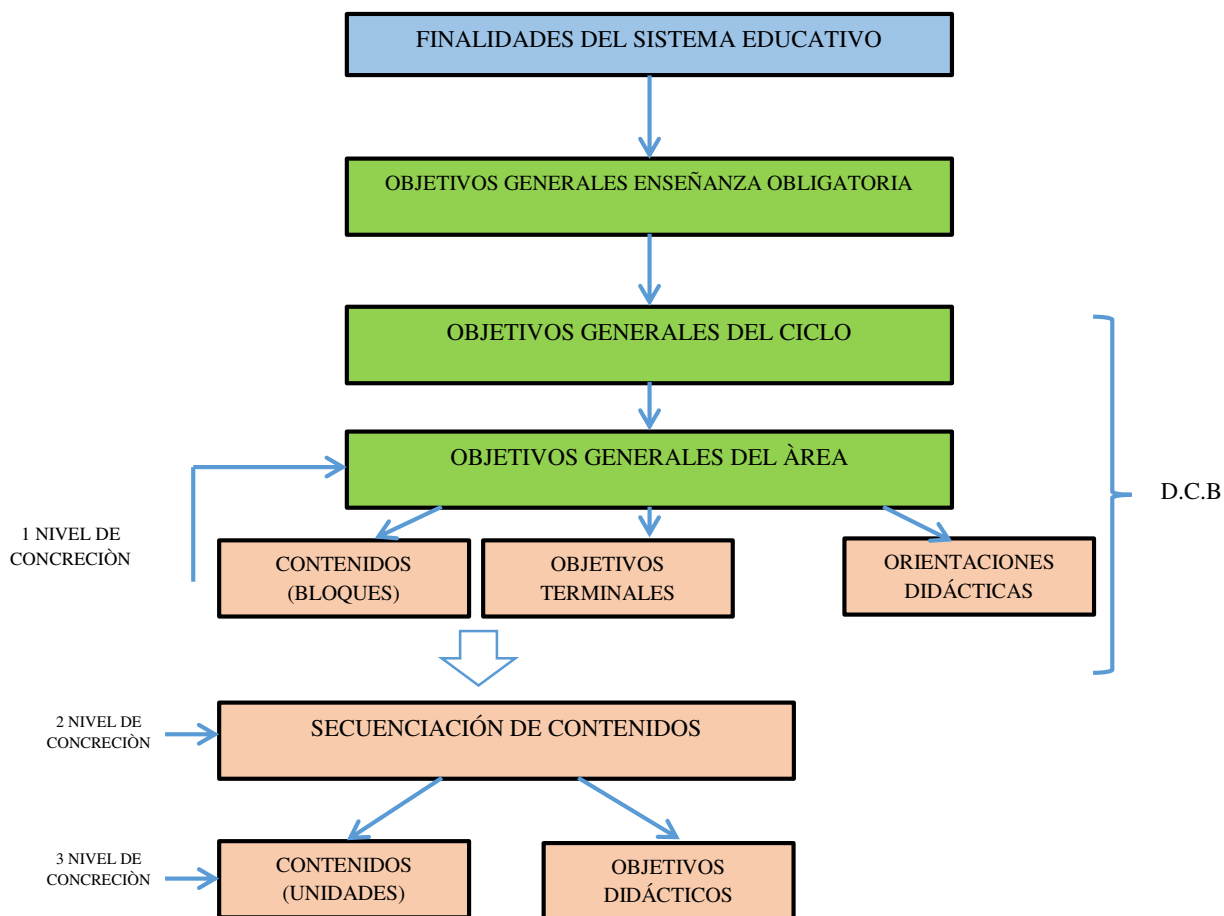 FINALIDADES DEL SISTEMA EDUCATIVO
OBJETIVOS GENERALES ENSEÑANZA OBLIGATORIA
OBJETIVOS GENERALES DEL CICLO
OBJETIVOS GENERALES DEL ÀREA
D.C.B
1 NIVEL DE
CONCRECIÒN
CONTENIDOS
(BLOQUES)
OBJETIVOS
TERMINALES
ORIENTACIONES
DIDÁCTICAS
2 NIVEL DE
CONCRECIÒN
SECUENCIACIÓN DE CONTENIDOS
3 NIVEL DE
CONCRECIÒN
CONTENIDOS
(UNIDADES)
OBJETIVOS
DIDÁCTICOS